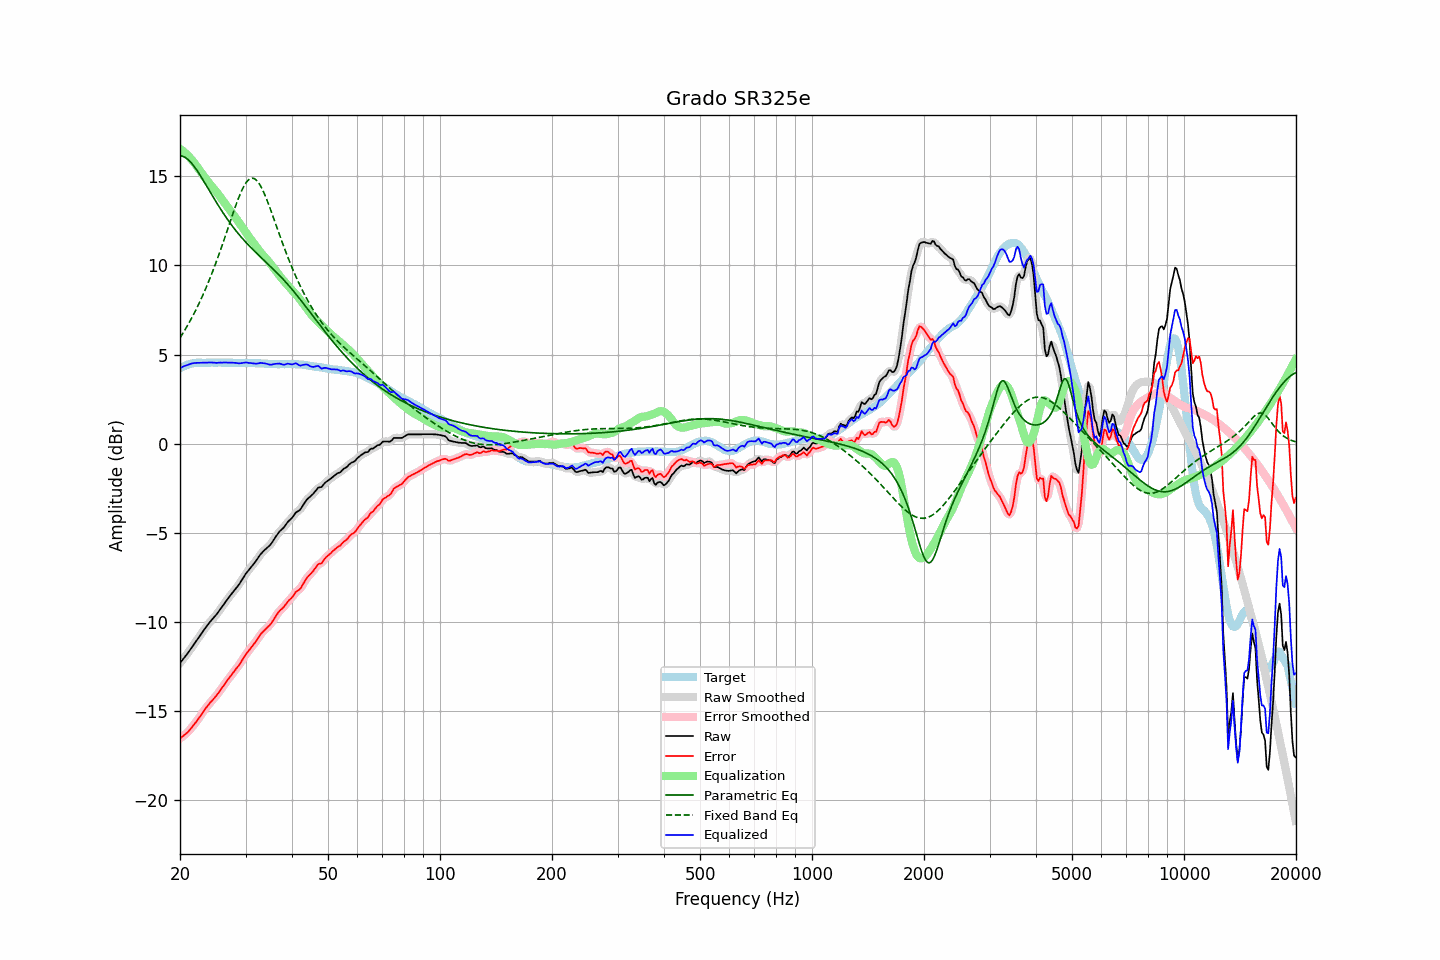 Grado SR325e
Amplitude (dBr)
15
10
5
0
−5
−10
−15
−20
Target
Raw Smoothed
Error Smoothed
Raw
Error
Equalization
Parametric Eq
Fixed Band Eq
Equalized
20 50 100 200 500 1000 2000 5000 10000 20000
Frequency (Hz)